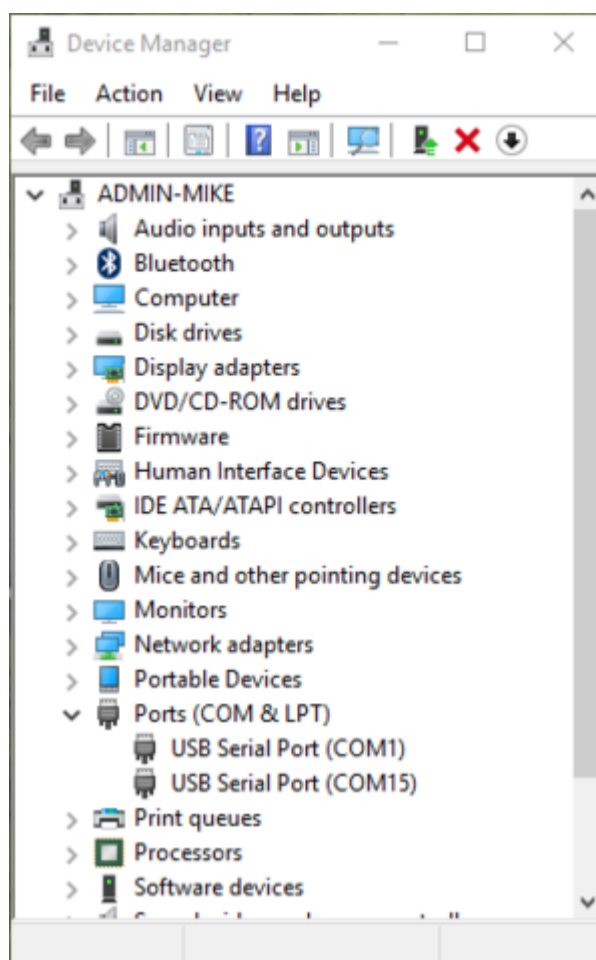 Device Manager
File Action View Help
ADMIN-MIKE
Audio inputs and outputs
Bluetooth
Computer
Disk drives
Display adapters
DVD/CD-ROM drives
Firmware
Human Interface Devices
IDE ATA/ATAPI controllers
Keyboards
Mice and other pointing devices
Monitors
Network adapters
Portable Devices
Ports (COM & LPT)
USB Serial Port (COM1)
USB Serial Port (COM15)
Print queues
Processors
Software devices